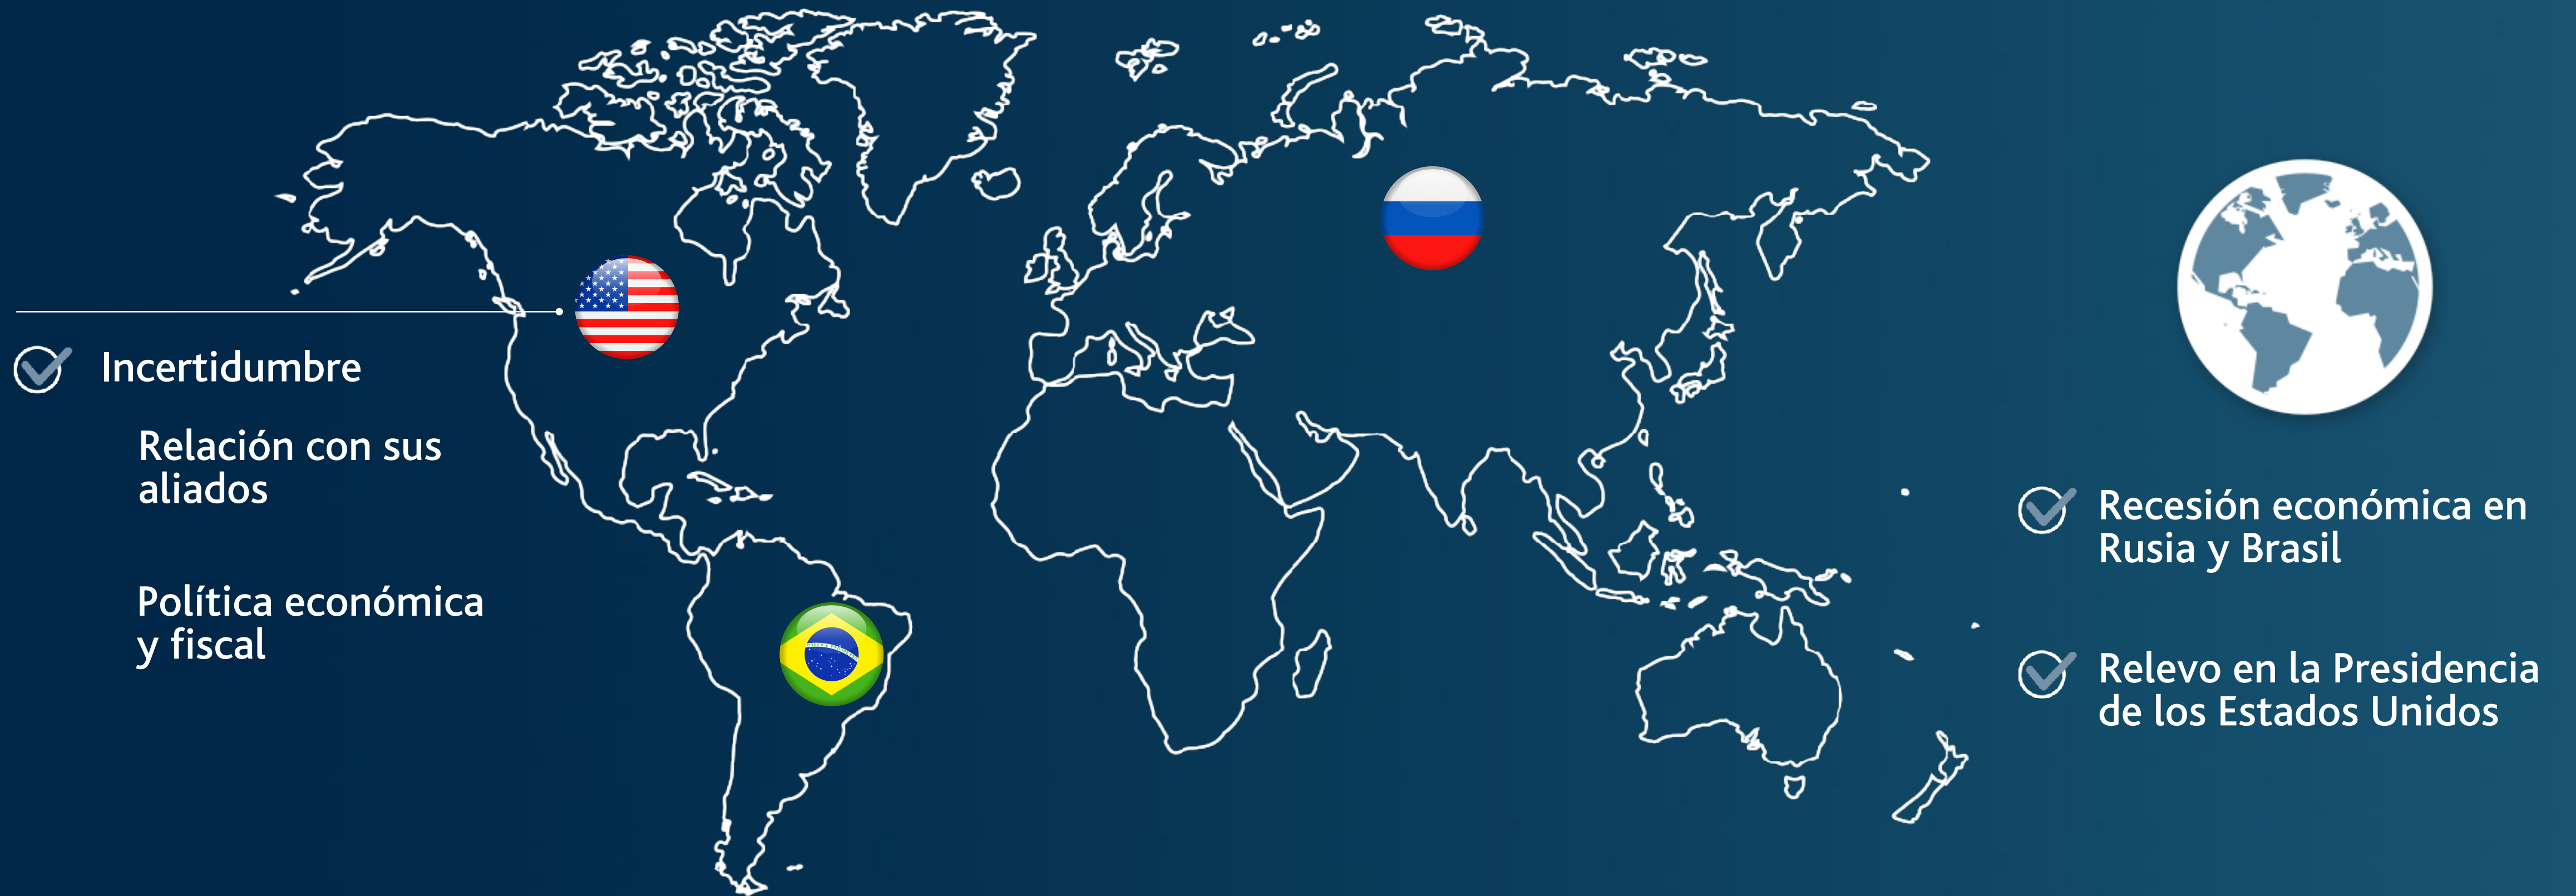 Incertidumbre
Relación con sus
aliados
Política económica
y fiscal
Recesión económica en
Rusia y Brasil
Relevo en la Presidencia
de los Estados Unidos